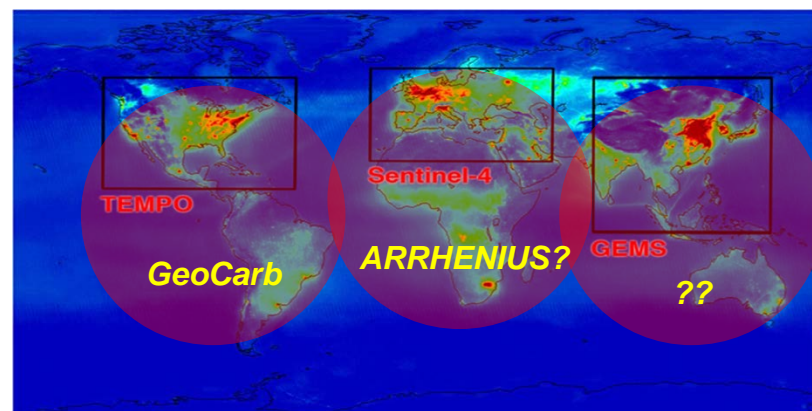 TEMPO
Sentinel-4
GEMS
GeoCarb
ARRHENIUS?
??